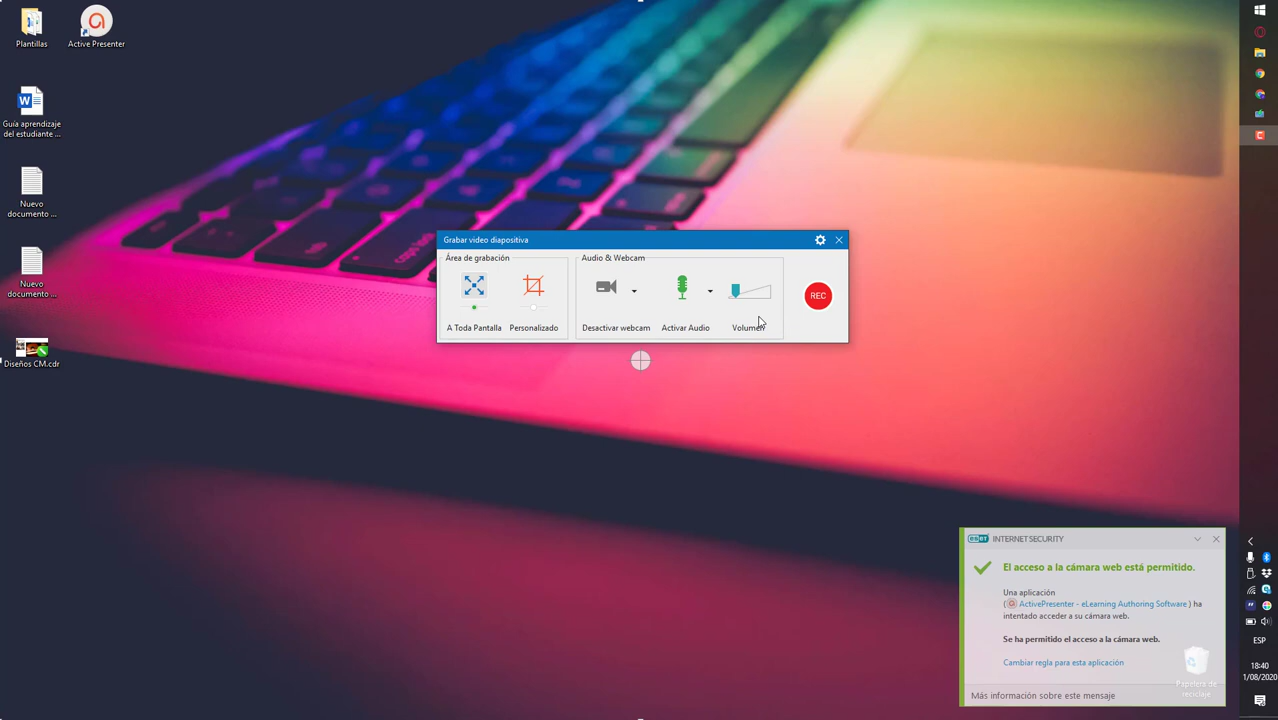 Plantillas
Active Presenter
Guía aprendizaje
del estudiante ...
Nuevo
documento ...
Nuevo
documento ...
Diseños CM.cdr
Grabar video diapositiva
Área de grabación
A Toda Pantalla
Personalizado
Audio & Webcam
Desactivar webcam
Activar Audio
Volumen
REC
eset INTERNET SECURITY
El acceso a la cámara web está permitido.
Una aplicación
( ActivePresenter - eLearning Authoring Software ) ha
intentado acceder a su cámara web.
Se ha permitido el acceso a la cámara web.
Cambiar regla para esta aplicación
Más información sobre este mensaje
Papelera de
reciclaje
ESP
18:40
1/08/2020